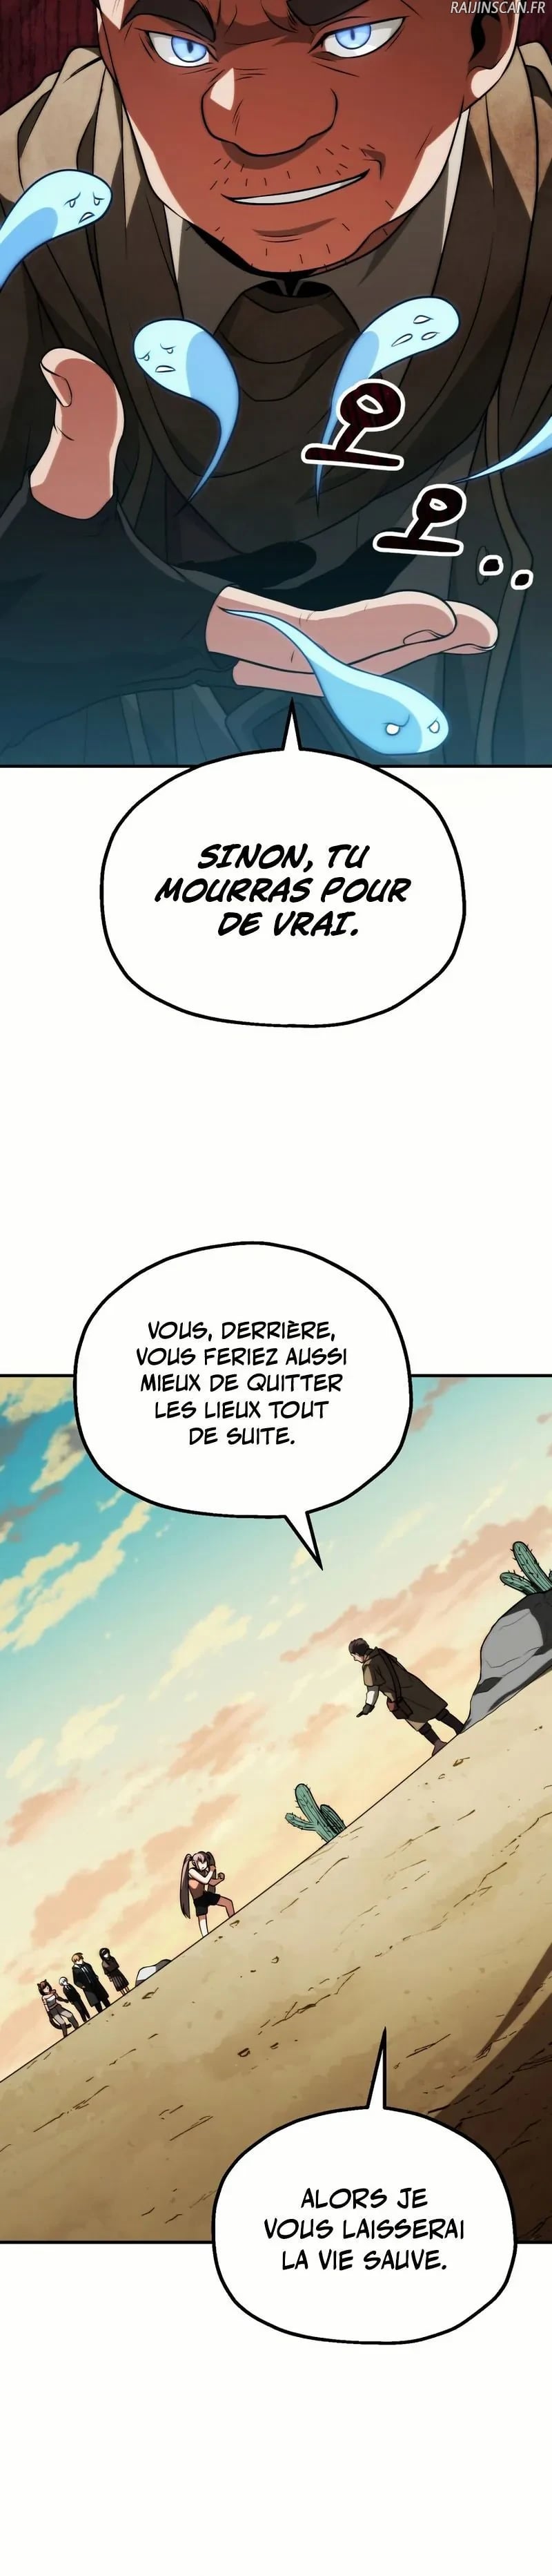 RAIJINSCAN.FR
오
오..
SINON, TU
MOURRAS POUR
DE VRAI.
VOUS, DERRIÈRE,
VOUS FERIEZ AUSSI
MIEUX DE QUITTER
LES LIEUX TOUT
DE SUITE.
ALORS JE
VOUS LAISSERAI
LA VIE SAUVE.